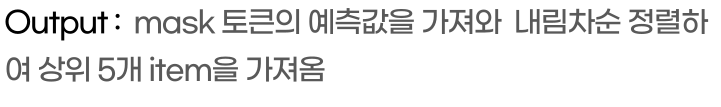 Output : mask 토큰의 예측값을 가져와 내림차순 정렬하
여 상위 5개 item을 가져옴